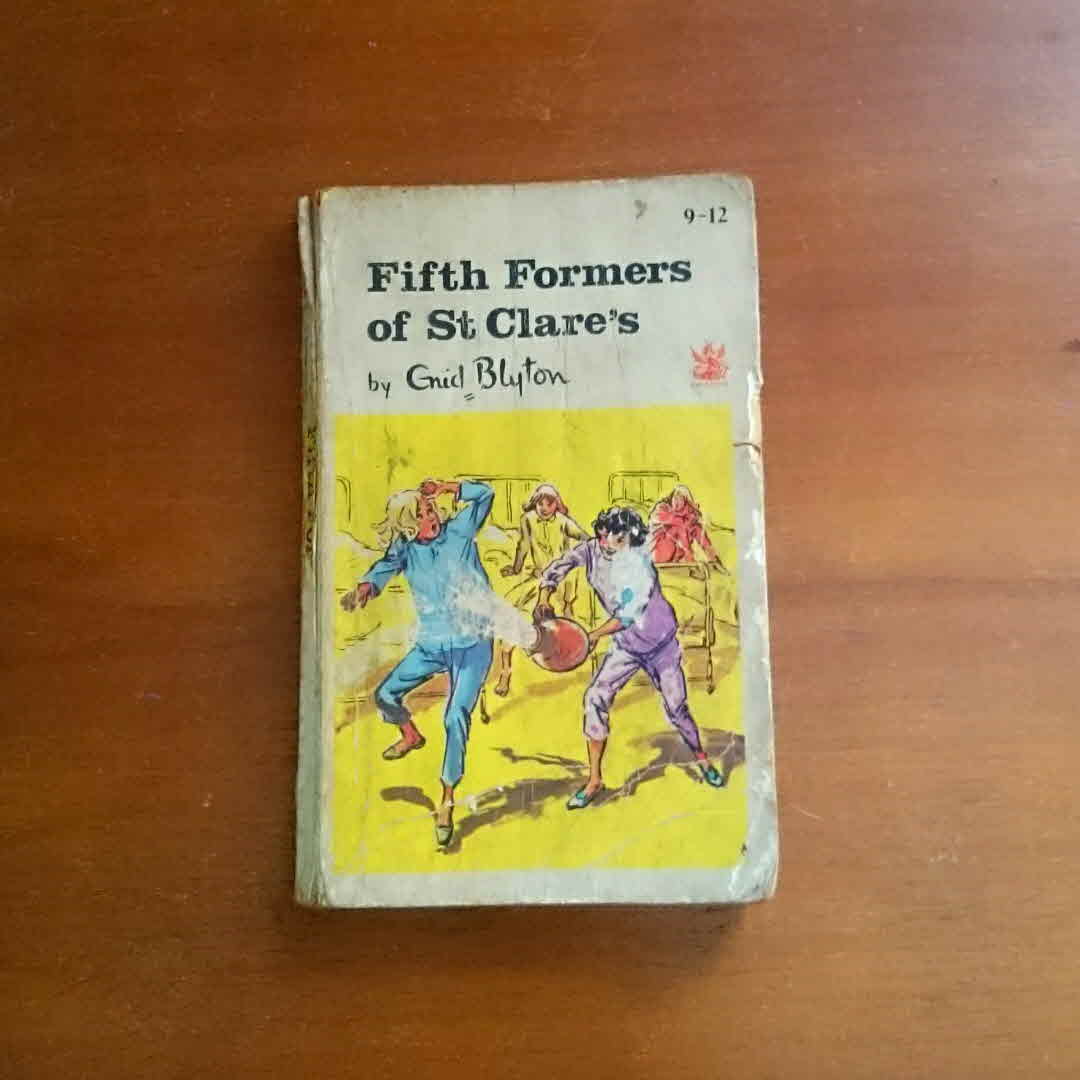 9-12
Fifth Formers
of St Clare's
by Enid Blyton